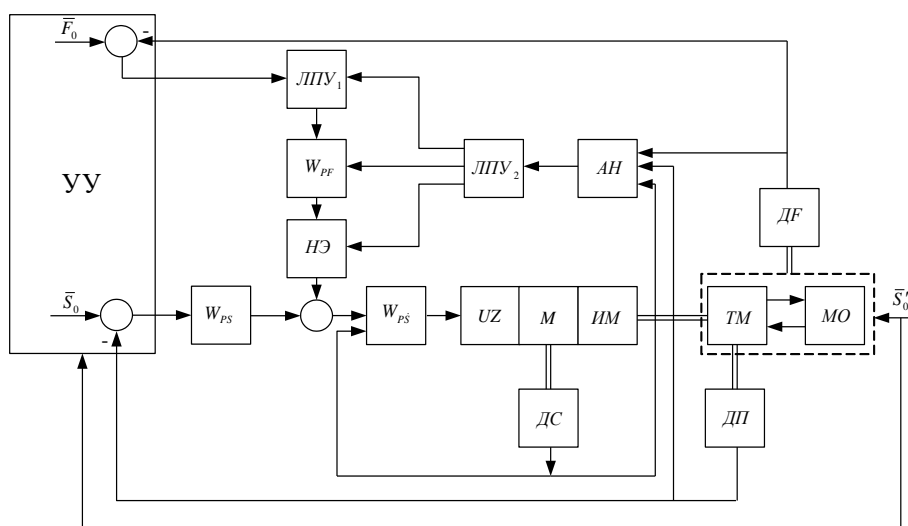 F̅₀
-
ЛПУ₁
УУ
W_PF
ЛПУ₂
АН
ДF
НЭ
S̅₀
-
W_PS
W_PṠ
UZ
М
ИМ
ТМ
МО
S̅₀'
ДС
ДП